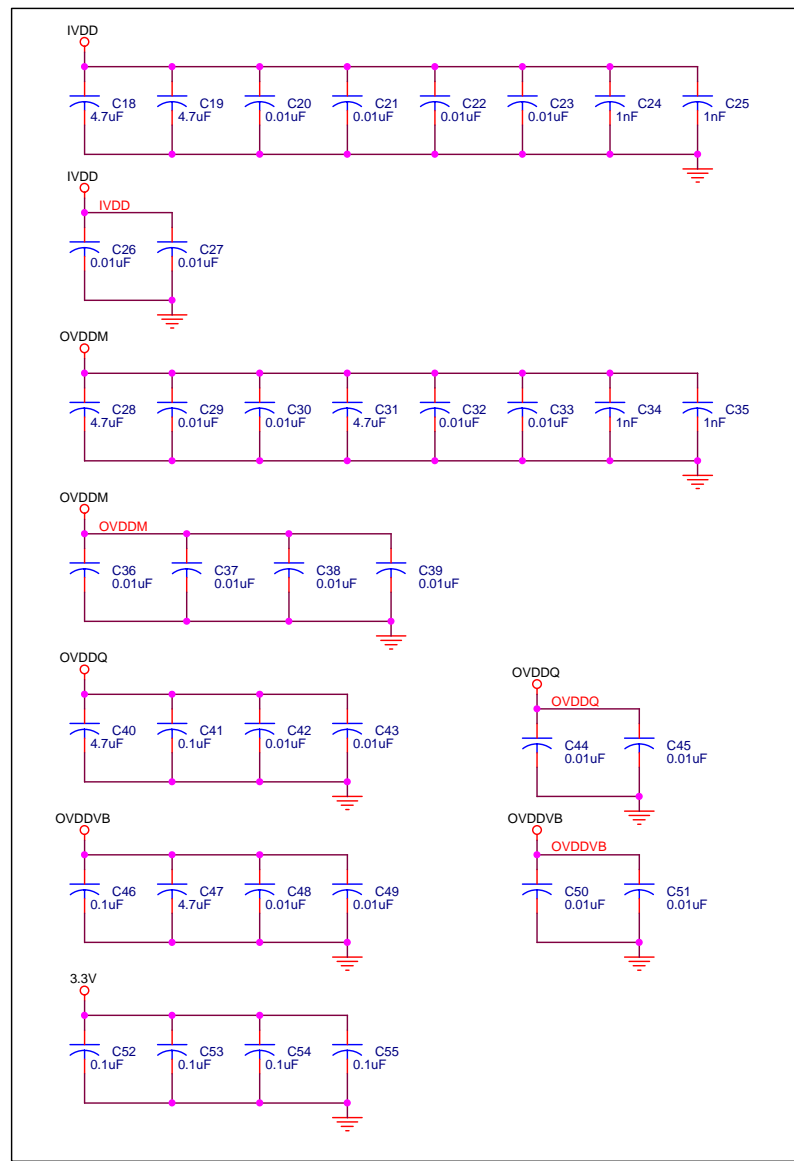 IVDD
C18 C19 C20 C21 C22 C23 C24 C25
4.7uF 4.7uF 0.01uF 0.01uF 0.01uF 0.01uF 1nF 1nF
IVDD
IVDD
C26 C27
0.01uF 0.01uF
OVDDM
C28 C29 C30 C31 C32 C33 C34 C35
4.7uF 0.01uF 0.01uF 4.7uF 0.01uF 0.01uF 1nF 1nF
OVDDM
OVDDM
C36 C37 C38 C39
0.01uF 0.01uF 0.01uF 0.01uF
OVDDQ
C40 C41 C42 C43
4.7uF 0.1uF 0.01uF 0.01uF
OVDDQ
OVDDQ
C44 C45
0.01uF 0.01uF
OVDDVB
C46 C47 C48 C49
0.1uF 4.7uF 0.01uF 0.01uF
OVDDVB
OVDDVB
C50 C51
0.01uF 0.01uF
3.3V
C52 C53 C54 C55
0.1uF 0.1uF 0.1uF 0.1uF